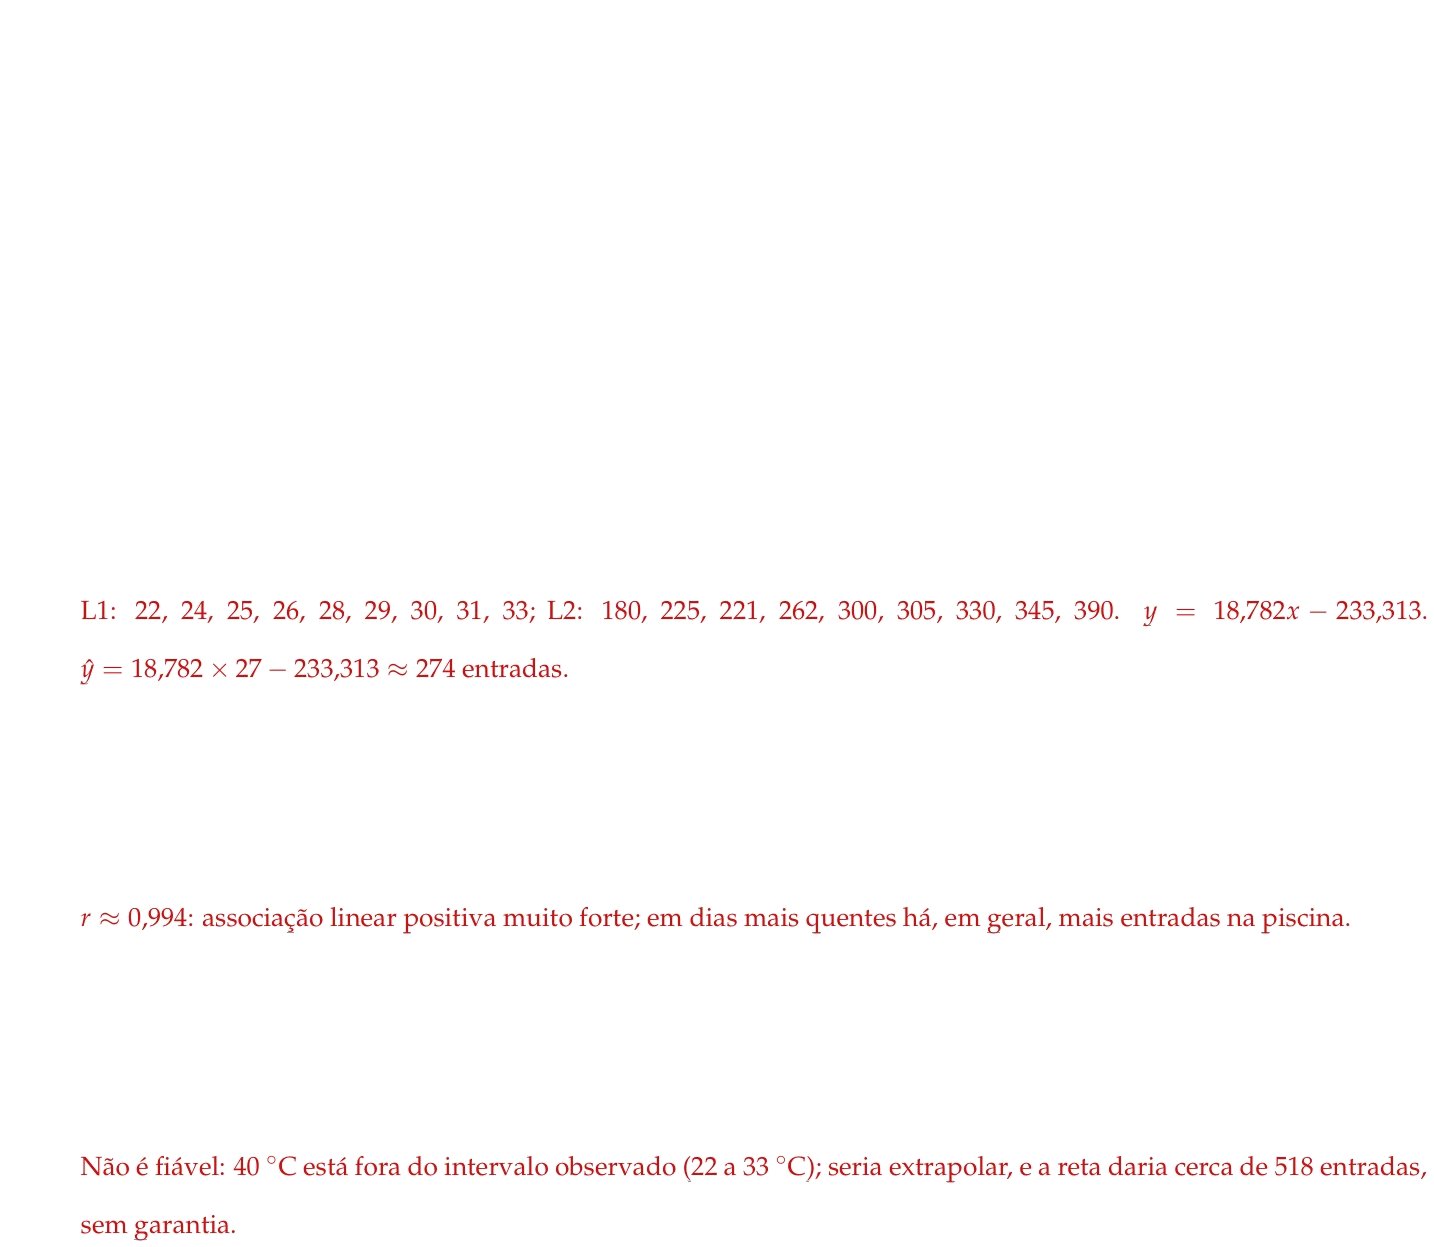 L1: 22, 24, 25, 26, 28, 29, 30, 31, 33; L2: 180, 225, 221, 262, 300, 305, 330, 345, 390. y = 18,782x − 233,313.
ŷ = 18,782 × 27 − 233,313 ≈ 274 entradas.
r ≈ 0,994: associação linear positiva muito forte; em dias mais quentes há, em geral, mais entradas na piscina.
Não é fiável: 40 °C está fora do intervalo observado (22 a 33 °C); seria extrapolar, e a reta daria cerca de 518 entradas,
sem garantia.